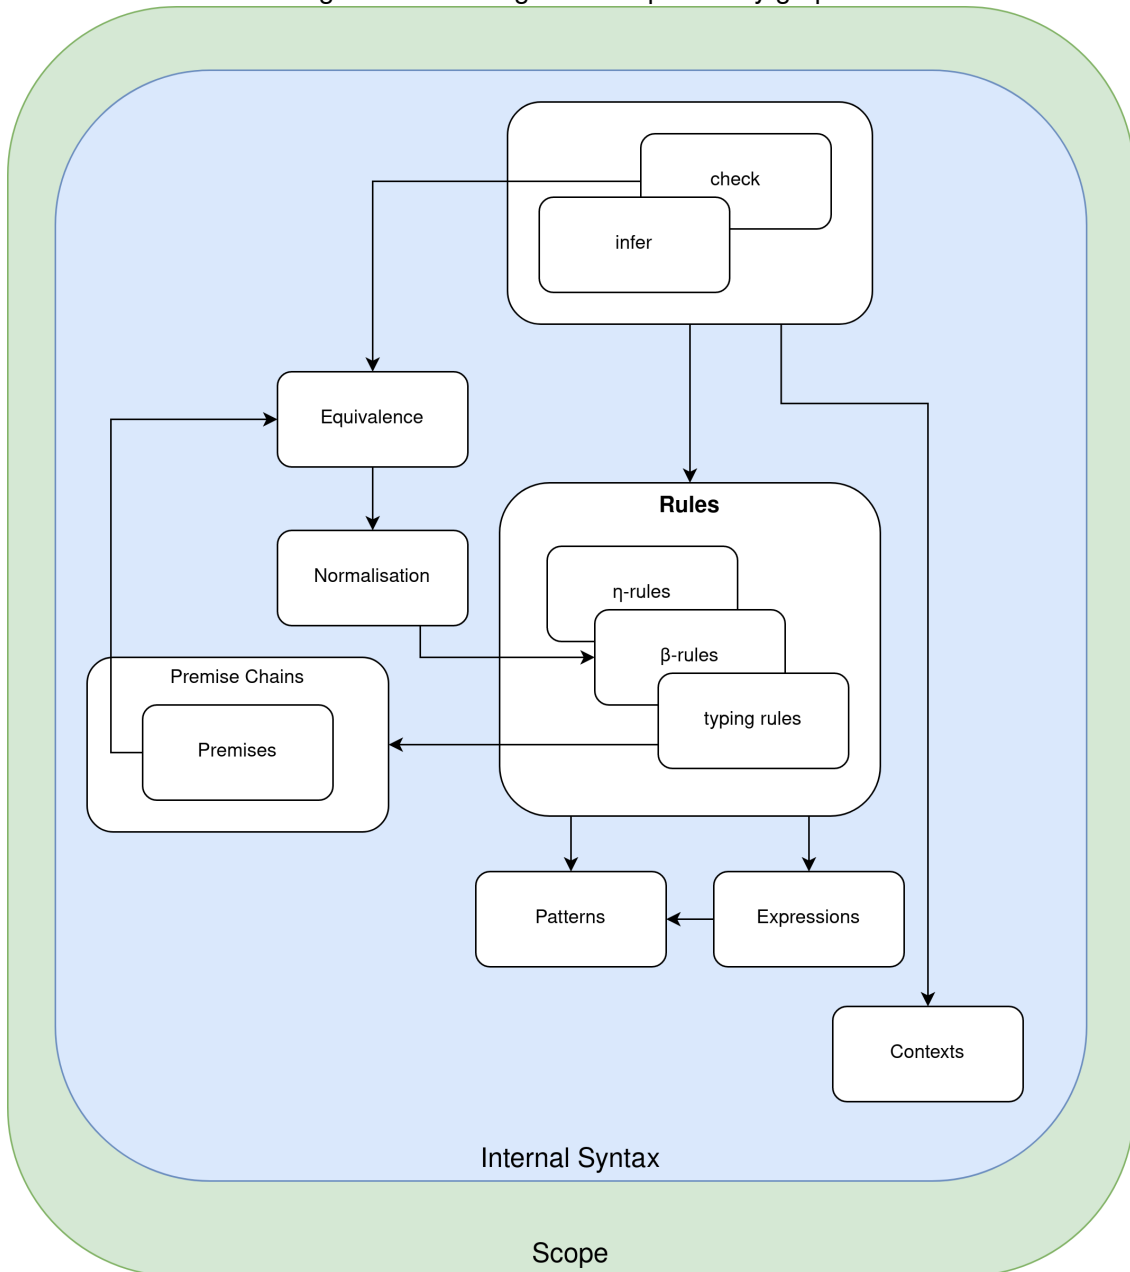 check
infer
Equivalence
Rules
Normalisation
η-rules
β-rules
Premise Chains
typing rules
Premises
Patterns
Expressions
Contexts
Internal Syntax
Scope